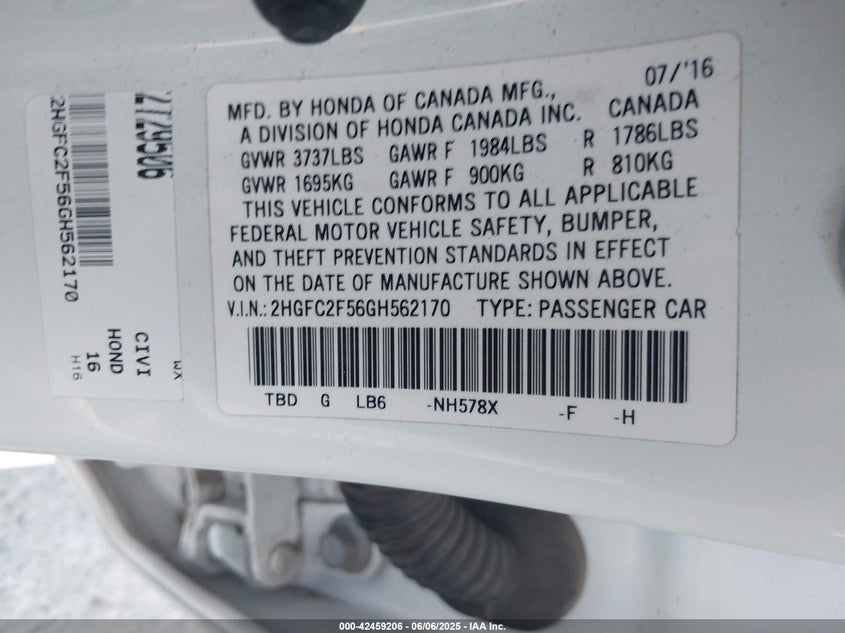 07/'16
MFD. BY HONDA OF CANADA MFG., CANADA
A DIVISION OF HONDA CANADA INC.
GVWR 3737LBS GAWR F 1984LBS R 1786LBS
GVWR 1695KG GAWR F 900KG R 810KG
THIS VEHICLE CONFORMS TO ALL APPLICABLE
FEDERAL MOTOR VEHICLE SAFETY, BUMPER,
AND THEFT PREVENTION STANDARDS IN EFFECT
ON THE DATE OF MANUFACTURE SHOWN ABOVE.
V.I.N.: 2HGFC2F56GH562170 TYPE: PASSENGER CAR
TBD G LB6 -NH578X -F -H
2HGFC2F56GH562170
CIVI
HOND
16
H16
WX
000-42459206 - 06/06/2025 - IAA Inc.